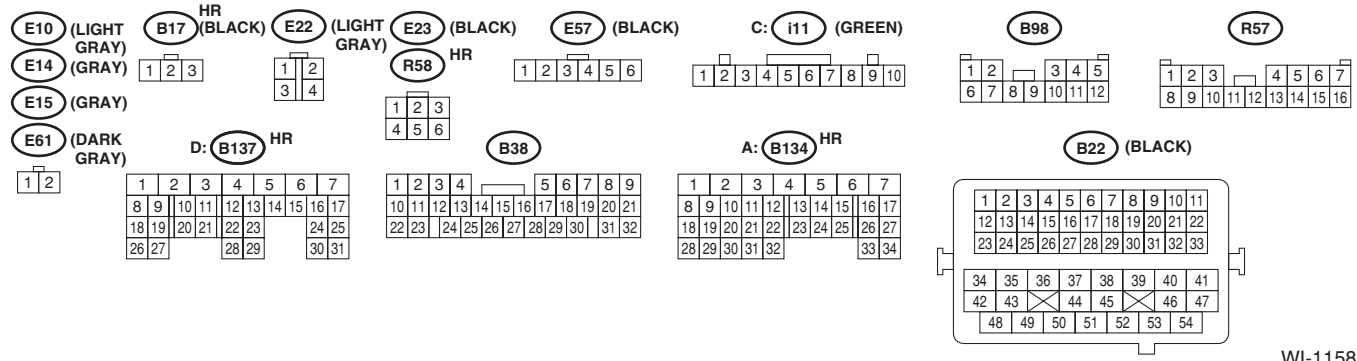 E10 (LIGHT GRAY)
E14 (GRAY)
E15 (GRAY)
E61 (DARK GRAY)
1 2
B17 HR (BLACK)
1 2 3
E22 (LIGHT GRAY)
1 2
3 4
E23 (BLACK)
R58 HR
1 2 3
4 5 6
E57 (BLACK)
1 2 3 4 5 6
C: i11 (GREEN)
1 2 3 4 5 6 7 8 9 10
B98
1 2 3 4 5
6 7 8 9 10 11 12
R57
1 2 3 4 5 6 7
8 9 10 11 12 13 14 15 16
D: B137 HR
1 2 3 4 5 6 7
8 9 10 11 12 13 14 15 16 17
18 19 20 21 22 23 24 25
26 27 28 29 30 31
B38
1 2 3 4 5 6 7 8 9
10 11 12 13 14 15 16 17 18 19 20 21
22 23 24 25 26 27 28 29 30 31 32
A: B134 HR
1 2 3 4 5 6 7
8 9 10 11 12 13 14 15 16 17
18 19 20 21 22 23 24 25 26 27
28 29 30 31 32 33 34
B22 (BLACK)
1 2 3 4 5 6 7 8 9 10 11
12 13 14 15 16 17 18 19 20 21 22
23 24 25 26 27 28 29 30 31 32 33
34 35 36 37 38 39 40 41
42 43 44 45 46 47
48 49 50 51 52 53 54
WI-1158